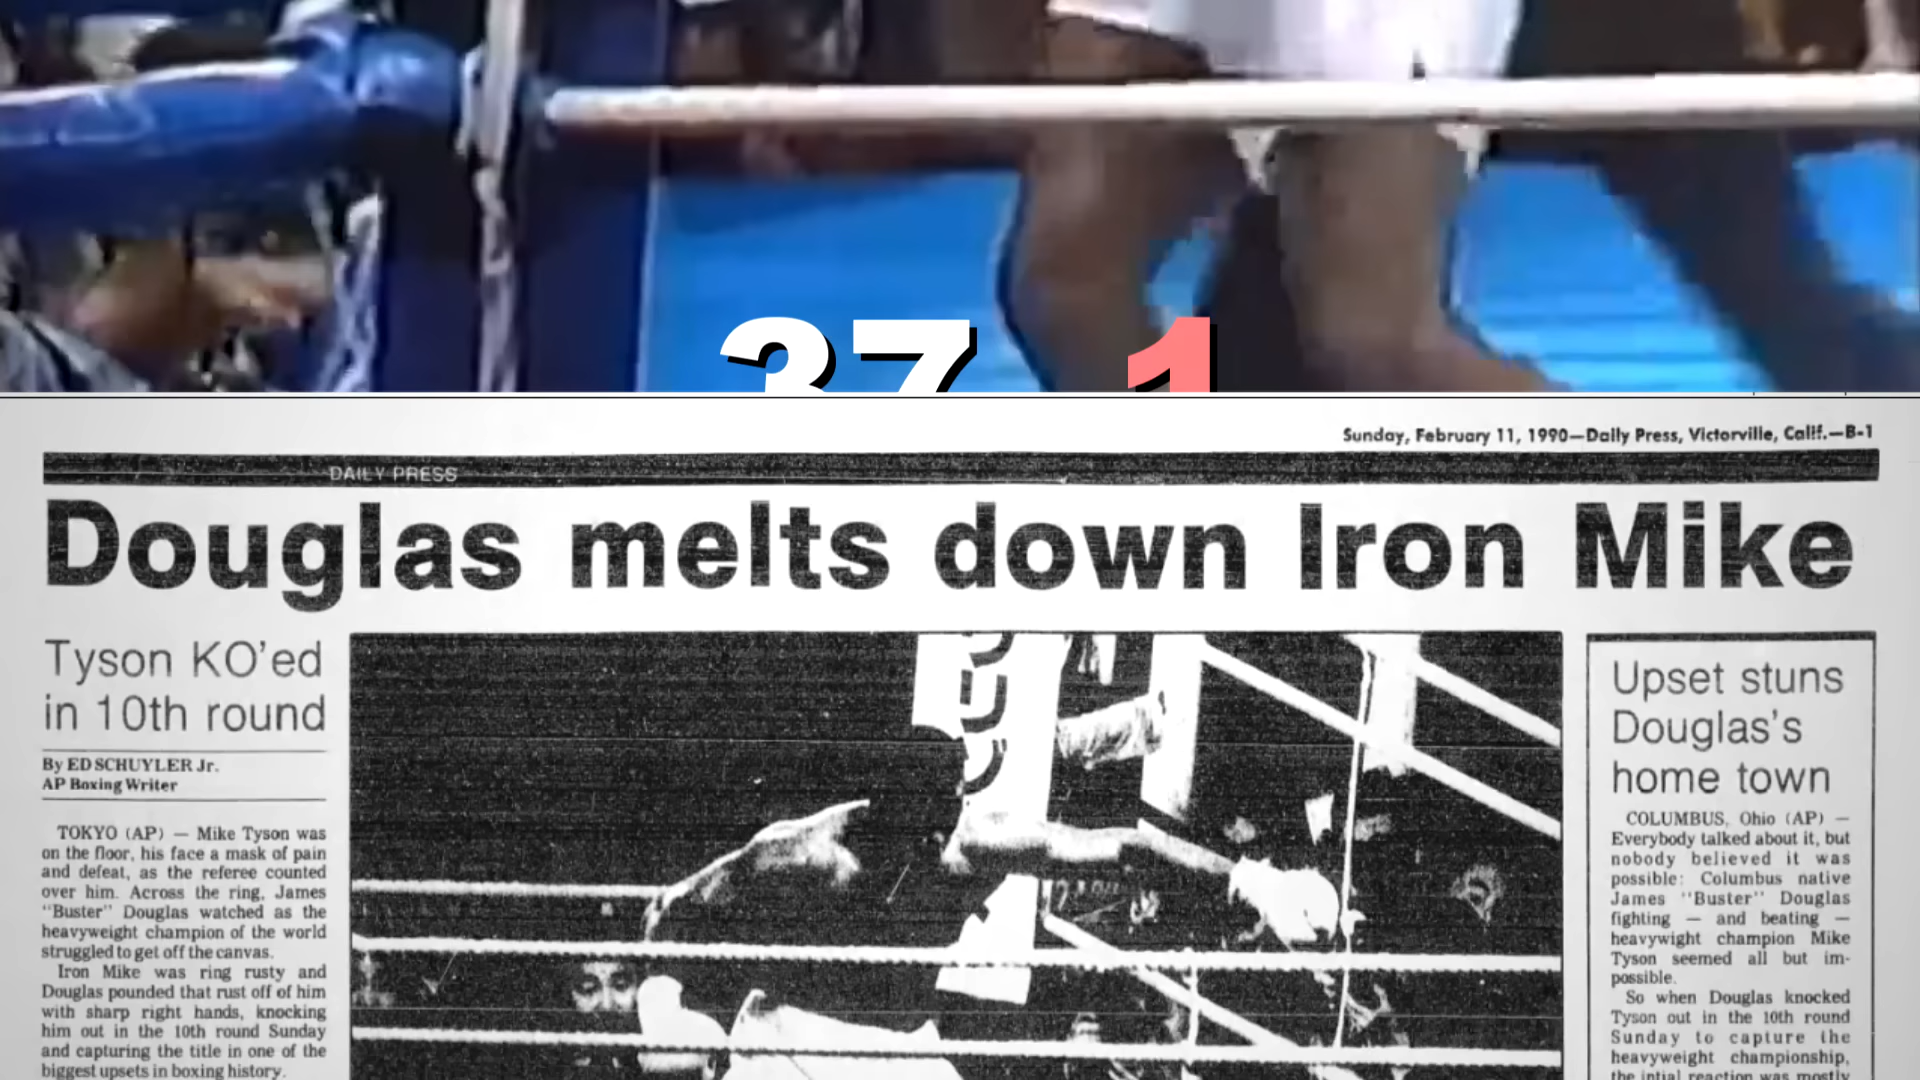 37 1
Sunday, February 11, 1990—Daily Press, Victorville, Calif.—B-1
DAILY PRESS
Douglas melts down Iron Mike
Tyson KO'ed
in 10th round
By ED SCHUYLER Jr.
AP Boxing Writer
TOKYO (AP) — Mike Tyson was
on the floor, his face a mask of pain
and defeat, as the referee counted
over him. Across the ring, James
"Buster" Douglas watched as the
heavyweight champion of the world
struggled to get off the canvas.
Iron Mike was ring rusty and
Douglas pounded that rust off of him
with sharp right hands, knocking
him out in the 10th round Sunday
and capturing the title in one of the
biggest upsets in boxing history.
Upset stuns
Douglas's
home town
COLUMBUS, Ohio (AP) —
Everybody talked about it, but
nobody believed it was
possible: Columbus native
James "Buster" Douglas
fighting — and beating —
heavywight champion Mike
Tyson seemed all but im-
possible.
So when Douglas knocked
Tyson out in the 10th round
Sunday to capture the
heavyweight championship,
the intial reaction was mostly